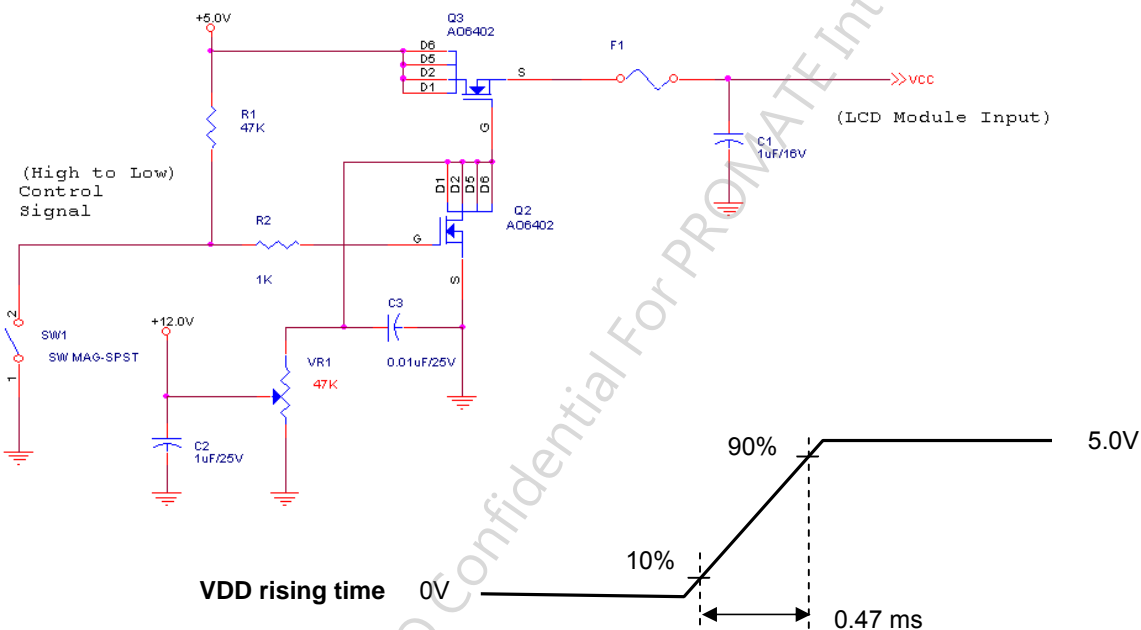 +5.0V
Q3
AO6402
D6
D5
D2
D1
S
G
F1
VCC
(LCD Module Input)
C1
1uF/16V
R1
47K
(High to Low)
Control
Signal
R2
1K
G
D1
D2
D5
D6
Q2
AO6402
S
C3
0.01uF/25V
2
SW1
SW MAG-SPST
1
+12.0V
VR1
47K
C2
1uF/25V
Confidential For PROMATE Int
90%
5.0V
10%
VDD rising time 0V
0.47 ms